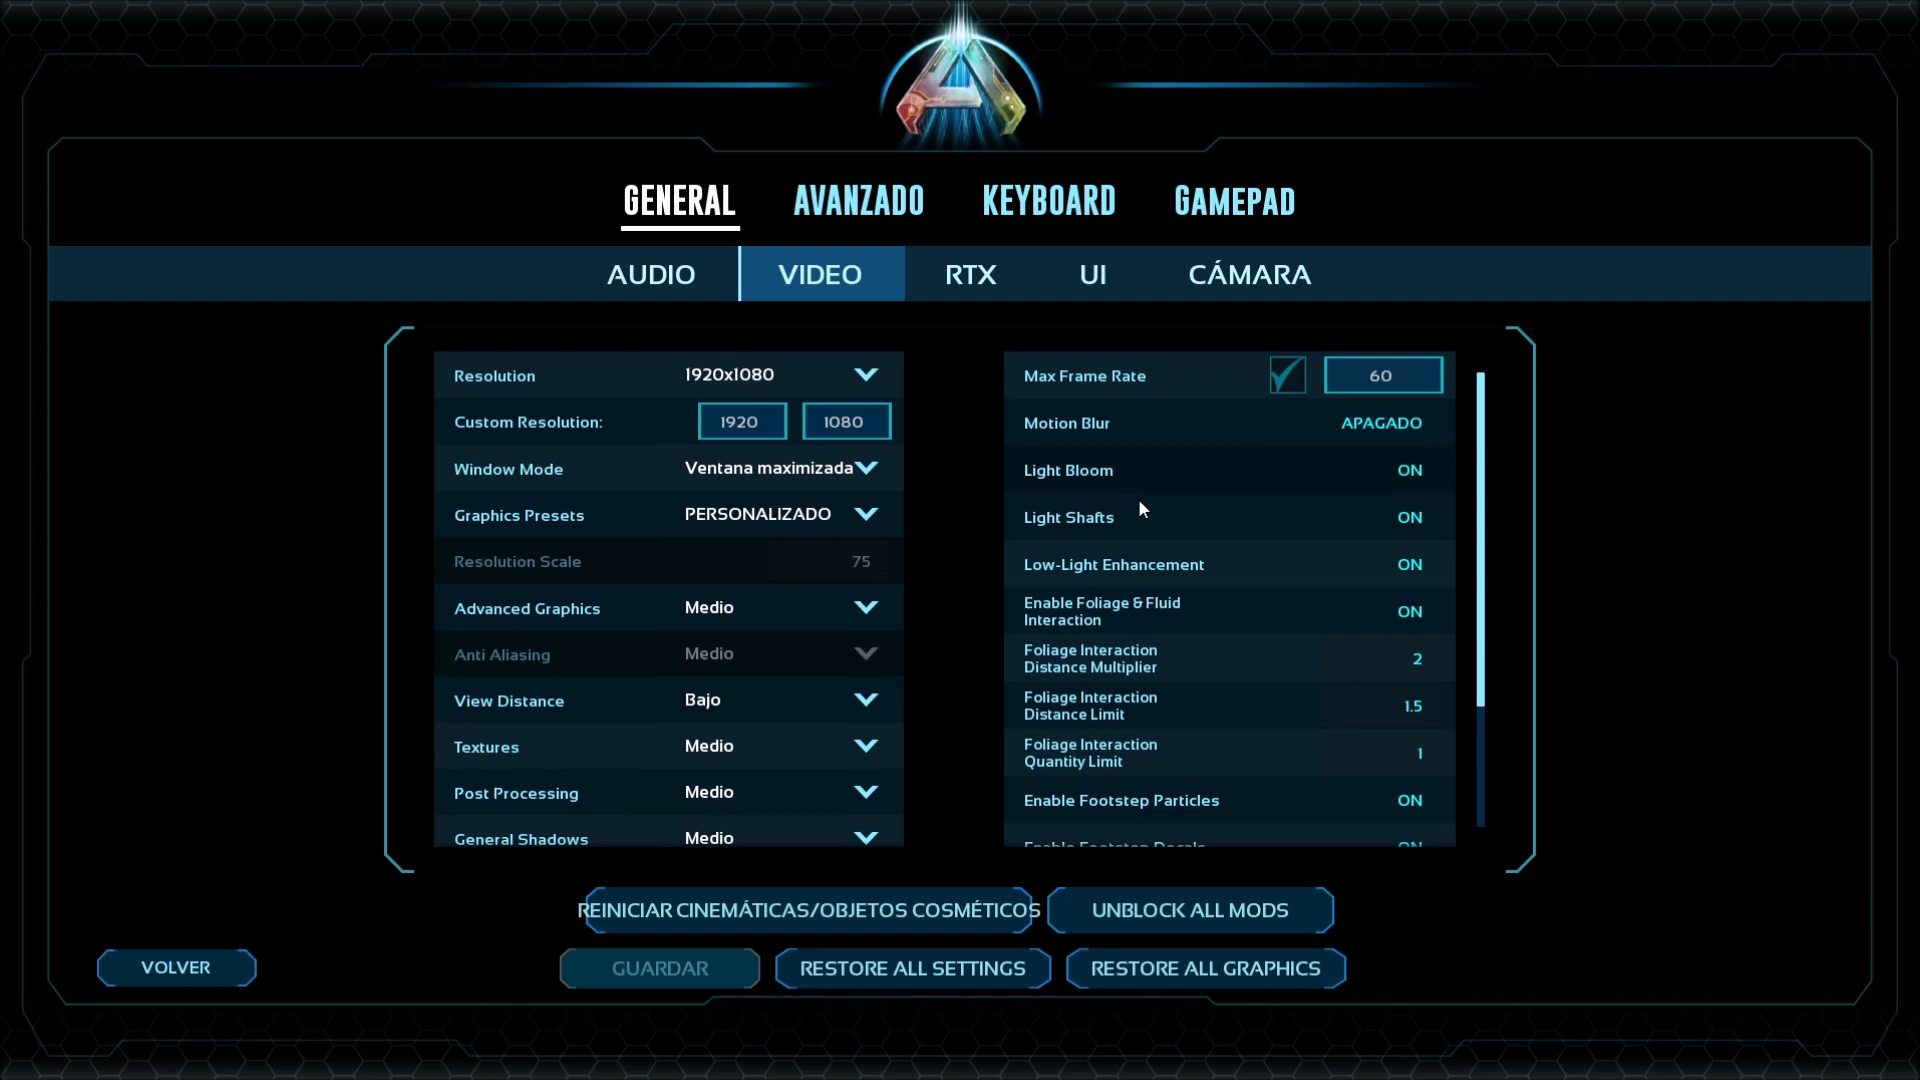 GENERAL AVANZADO KEYBOARD GAMEPAD
AUDIO VIDEO RTX UI CÁMARA
Resolution 1920x1080
Custom Resolution: 1920 1080
Window Mode Ventana maximizada
Graphics Presets PERSONALIZADO
Resolution Scale 75
Advanced Graphics Medio
Anti Aliasing Medio
View Distance Bajo
Textures Medio
Post Processing Medio
General Shadows Medio
Max Frame Rate 60
Motion Blur APAGADO
Light Bloom ON
Light Shafts ON
Low-Light Enhancement ON
Enable Foliage & Fluid
Interaction ON
Foliage Interaction
Distance Multiplier 2
Foliage Interaction
Distance Limit 1.5
Foliage Interaction
Quantity Limit 1
Enable Footstep Particles ON
Enable Footstep Decals ON
REINICIAR CINEMÁTICAS/OBJETOS COSMÉTICOS UNBLOCK ALL MODS
VOLVER GUARDAR RESTORE ALL SETTINGS RESTORE ALL GRAPHICS